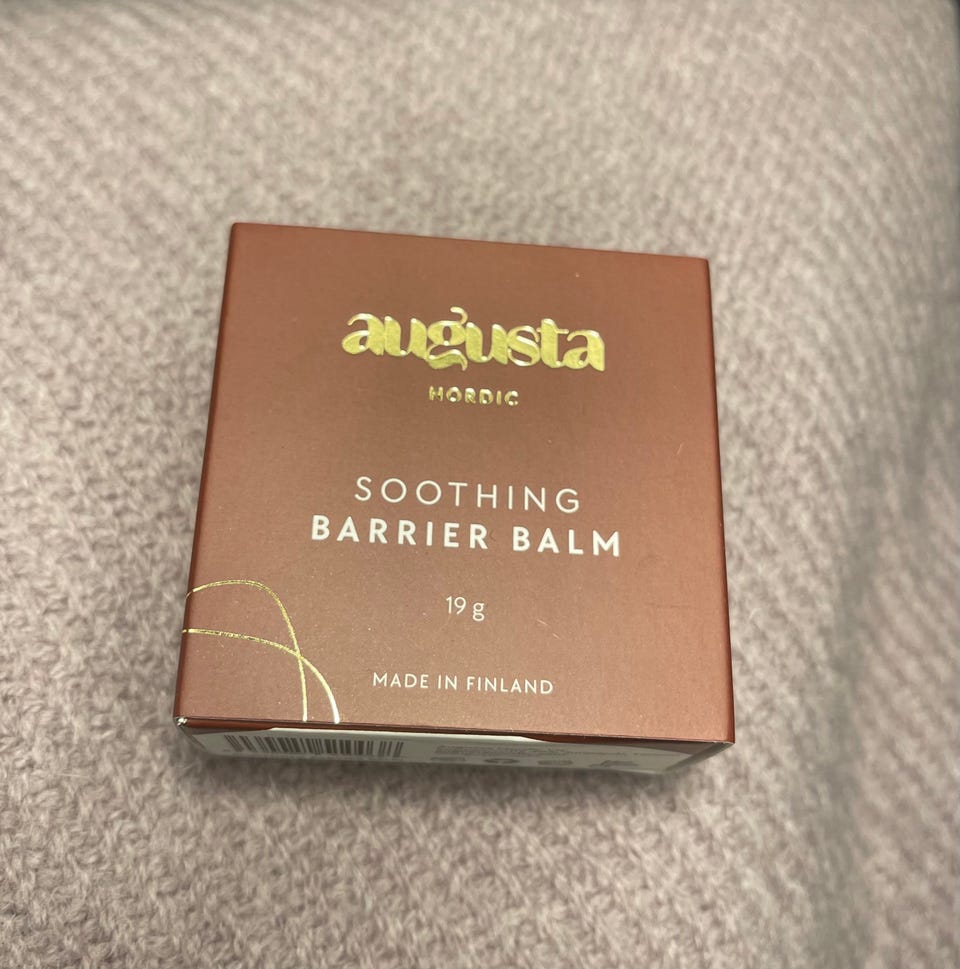 augusta
NORDIC
SOOTHING
BARRIER BALM
19 g
MADE IN FINLAND